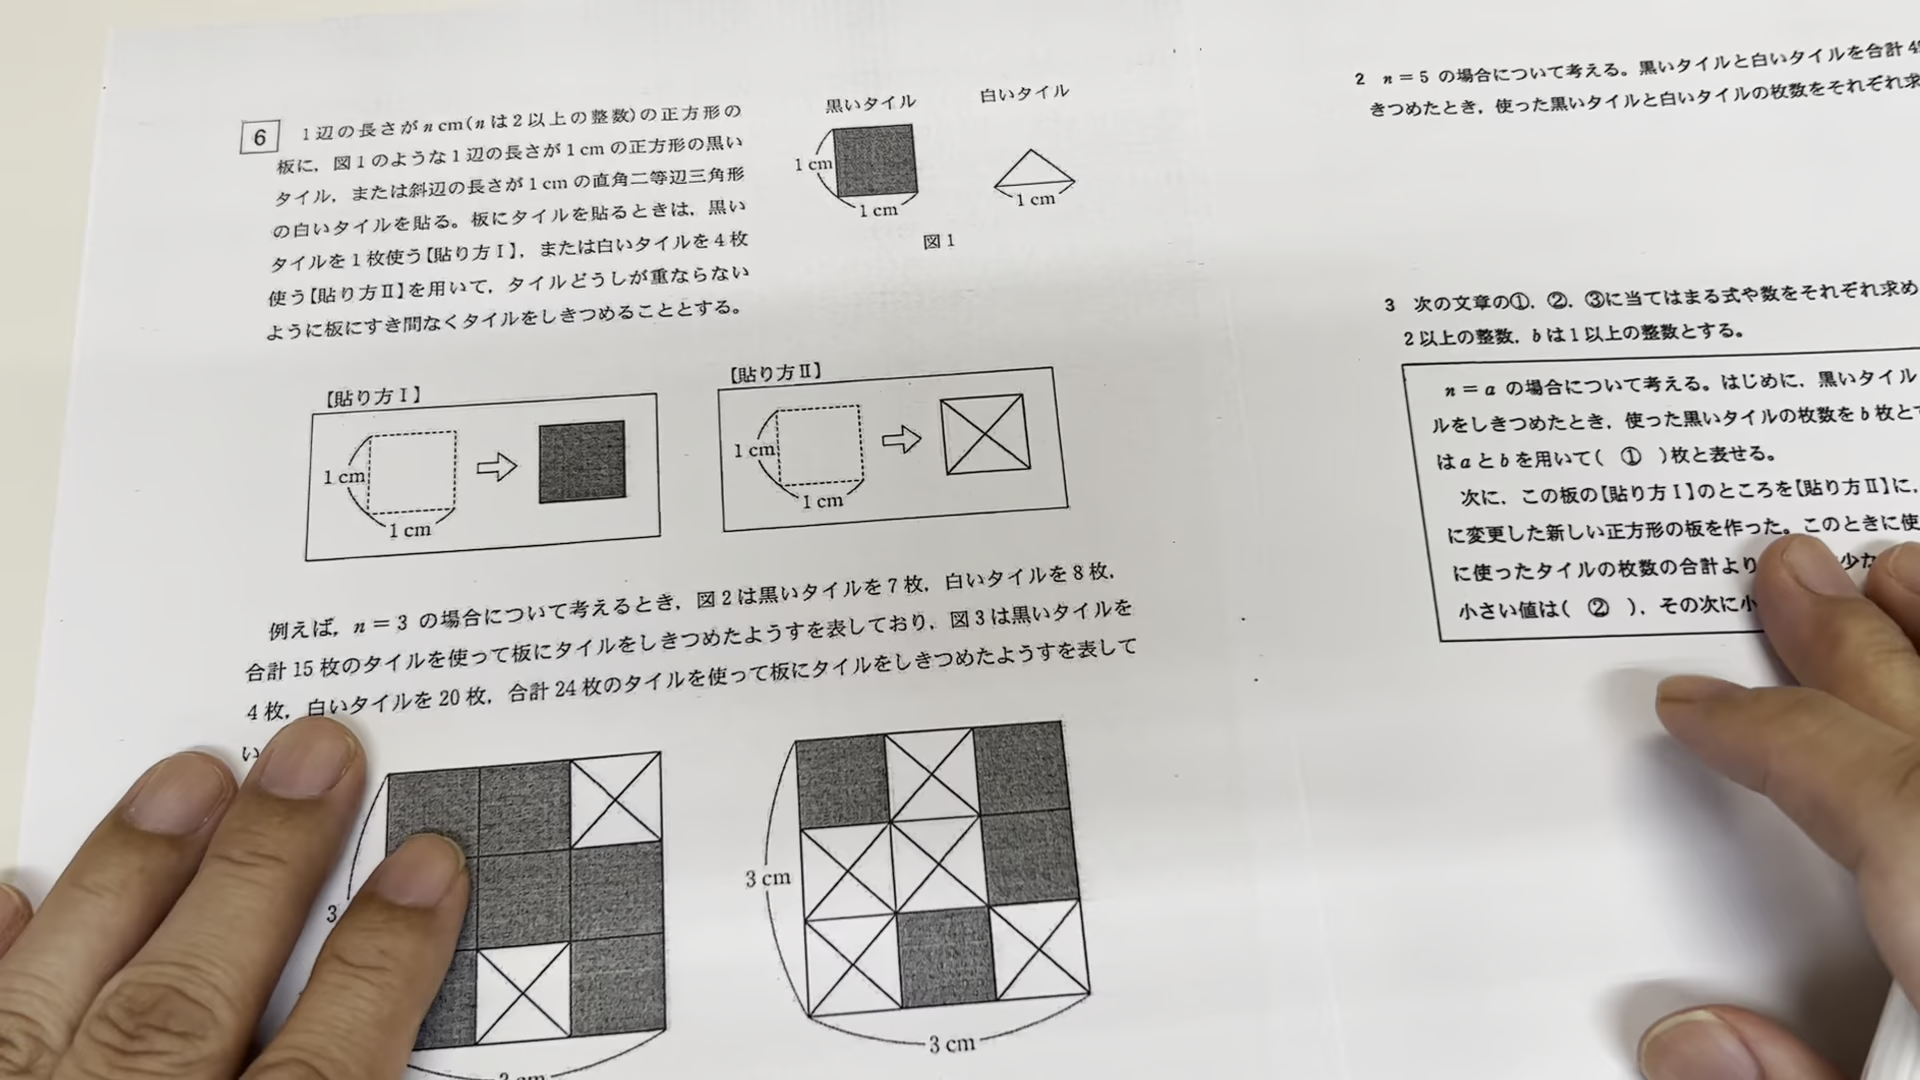 6 1辺の長さがn cm(nは2以上の整数)の正方形の
板に，図1のような1辺の長さが1cmの正方形の黒い
タイル，または斜辺の長さが1cmの直角二等辺三角形
の白いタイルを貼る。板にタイルを貼るときは，黒い
タイルを1枚使う【貼り方Ⅰ】，または白いタイルを4枚
使う【貼り方Ⅱ】を用いて，タイルどうしが重ならない
ように板にすき間なくタイルをしきつめることとする。
黒いタイル
白いタイル
1 cm
1 cm
1 cm
図1
【貼り方Ⅰ】
1 cm
1 cm
【貼り方Ⅱ】
1 cm
1 cm
例えば，n＝3 の場合について考えるとき，図2は黒いタイルを7枚，白いタイルを8枚，
合計15枚のタイルを使って板にタイルをしきつめたようすを表しており，図3は黒いタイルを
4枚，白いタイルを20枚，合計24枚のタイルを使って板にタイルをしきつめたようすを表して
い
3
3 cm
3 cm
2 n＝5 の場合について考える。黒いタイルと白いタイルを合計
きつめたとき，使った黒いタイルと白いタイルの枚数をそれぞれ求
3 次の文章の①，②，③に当てはまる式や数をそれぞれ求め
2以上の整数，bは1以上の整数とする。
n＝a の場合について考える。はじめに，黒いタイル
ルをしきつめたとき，使った黒いタイルの枚数をb枚と
はaとbを用いて( ① )枚と表せる。
次に，この板の【貼り方Ⅰ】のところを【貼り方Ⅱ】に，
に変更した新しい正方形の板を作った。このときに使
に使ったタイルの枚数の合計より
小さい値は( ② )，その次に小